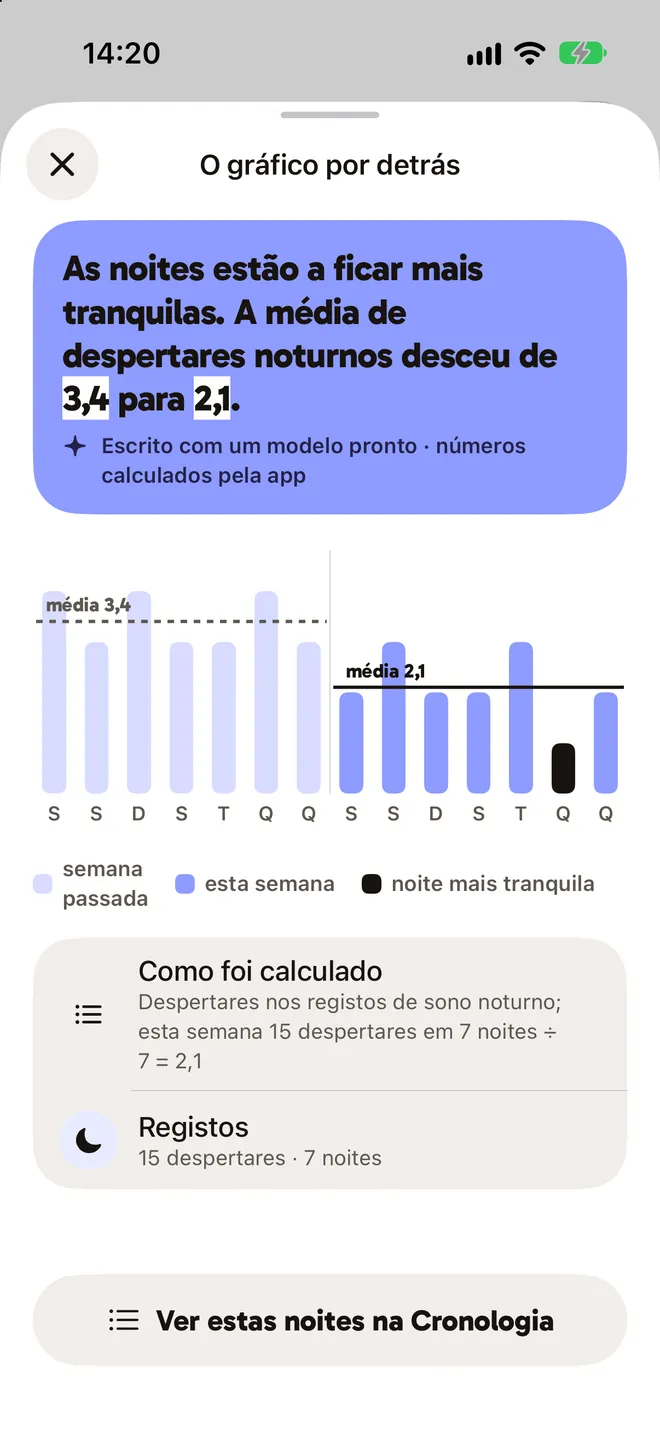 14:20
O gráfico por detrás
As noites estão a ficar mais
tranquilas. A média de
despertares noturnos desceu de
3,4 para 2,1.
Escrito com um modelo pronto · números
calculados pela app
média 3,4
média 2,1
S S D S T Q Q S S D S T Q Q
semana
passada
esta semana
noite mais tranquila
Como foi calculado
Despertares nos registos de sono noturno;
esta semana 15 despertares em 7 noites ÷
7 = 2,1
Registos
15 despertares · 7 noites
Ver estas noites na Cronologia